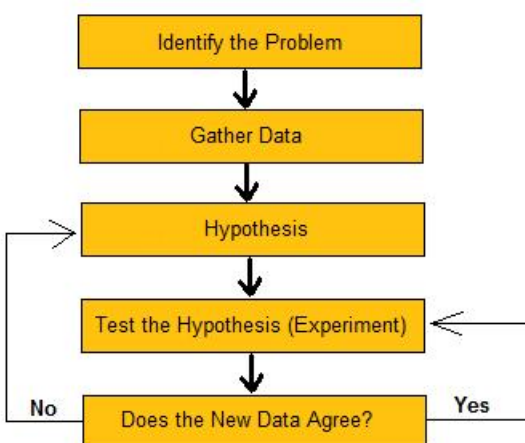 Identify the Problem
Gather Data
Hypothesis
Test the Hypothesis (Experiment)
No
Does the New Data Agree?
Yes